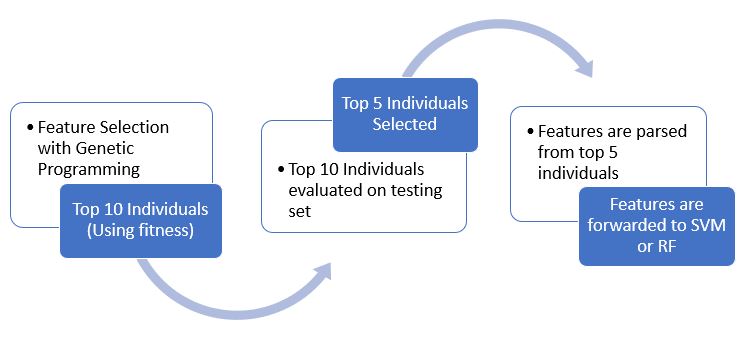 • Feature Selection
with Genetic
Programming
Top 10 Individuals
(Using fitness)
Top 5 Individuals
Selected
• Top 10 Individuals
evaluated on testing
set
• Features are parsed
from top 5
individuals
Features are
forwarded to SVM
or RF